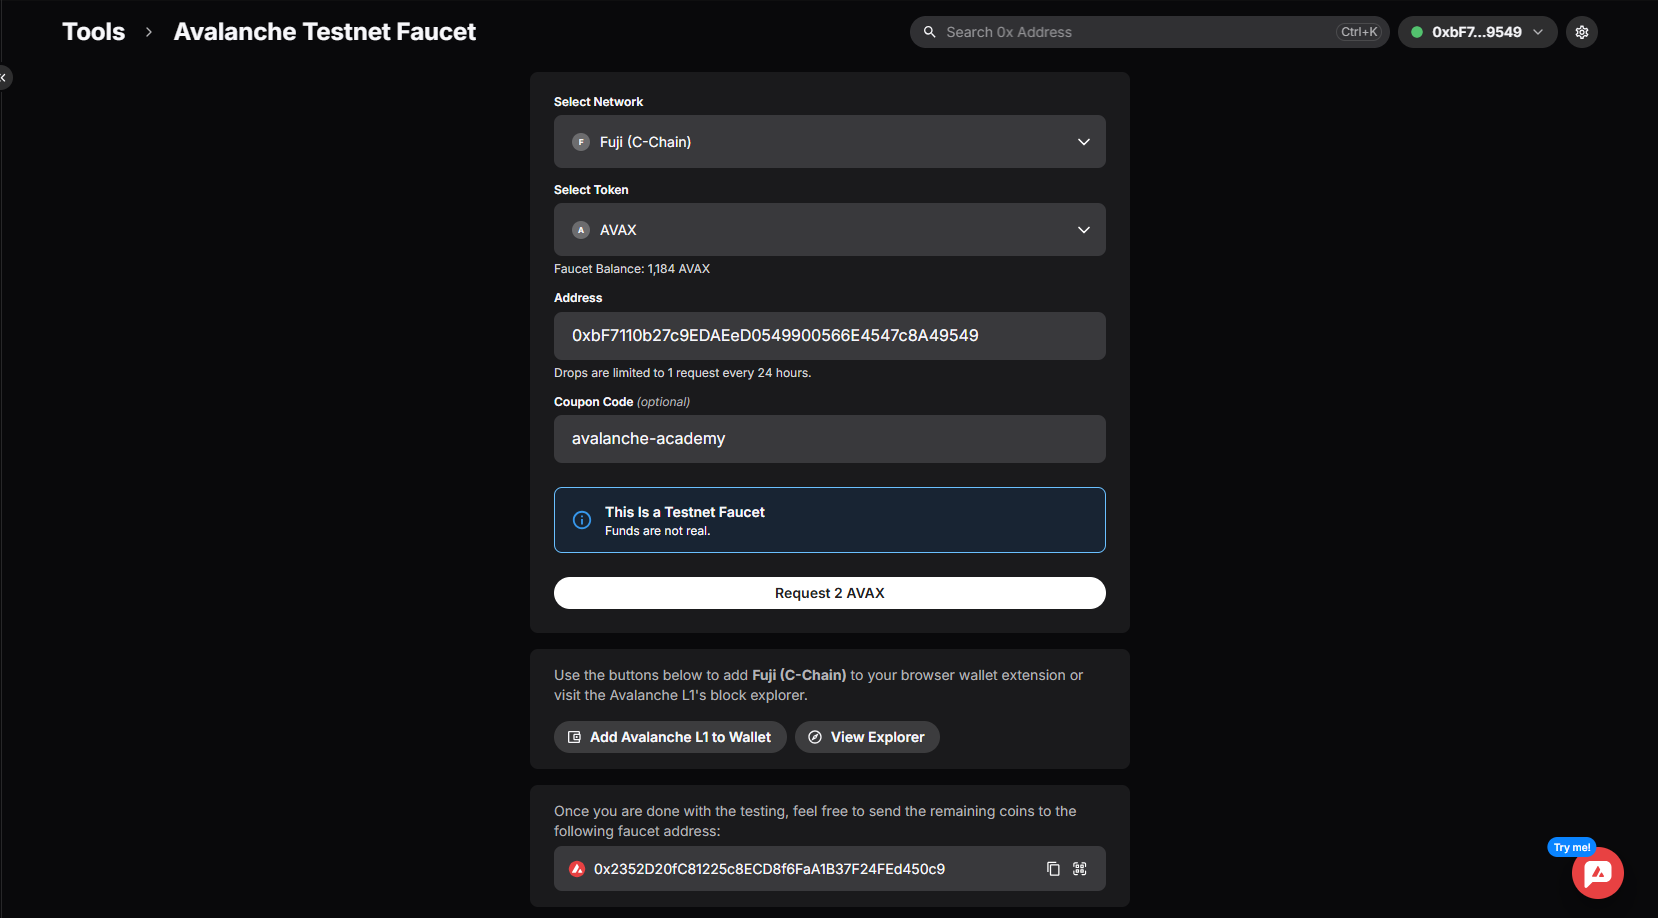 Tools > Avalanche Testnet Faucet
Search 0x Address
Ctrl+K
0xbF7...9549
Select Network
F Fuji (C-Chain)
Select Token
A AVAX
Faucet Balance: 1,184 AVAX
Address
0xbF7110b27c9EDAEeD0549900566E4547c8A49549
Drops are limited to 1 request every 24 hours.
Coupon Code (optional)
avalanche-academy
This Is a Testnet Faucet
Funds are not real.
Request 2 AVAX
Use the buttons below to add Fuji (C-Chain) to your browser wallet extension or
visit the Avalanche L1's block explorer.
Add Avalanche L1 to Wallet
View Explorer
Once you are done with the testing, feel free to send the remaining coins to the
following faucet address:
0x2352D20fC81225c8ECD8f6FaA1B37F24FEd450c9
Try me!